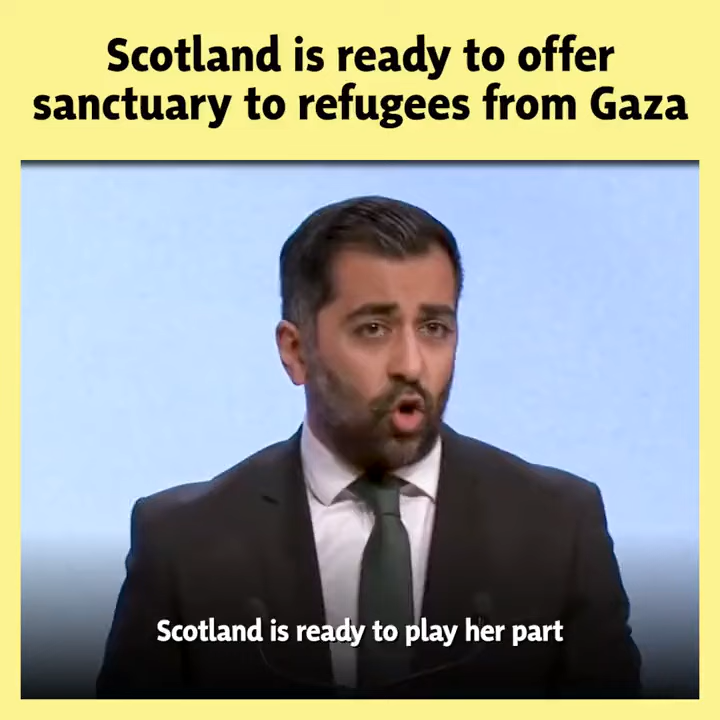 Scotland is ready to offer
sanctuary to refugees from Gaza
Scotland is ready to play her part